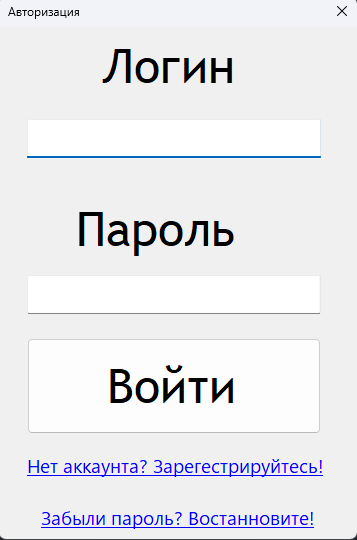 Авторизация
Логин
Пароль
Войти
Нет аккаунта? Зарегестрируйтесь!
Забыли пароль? Востанновите!